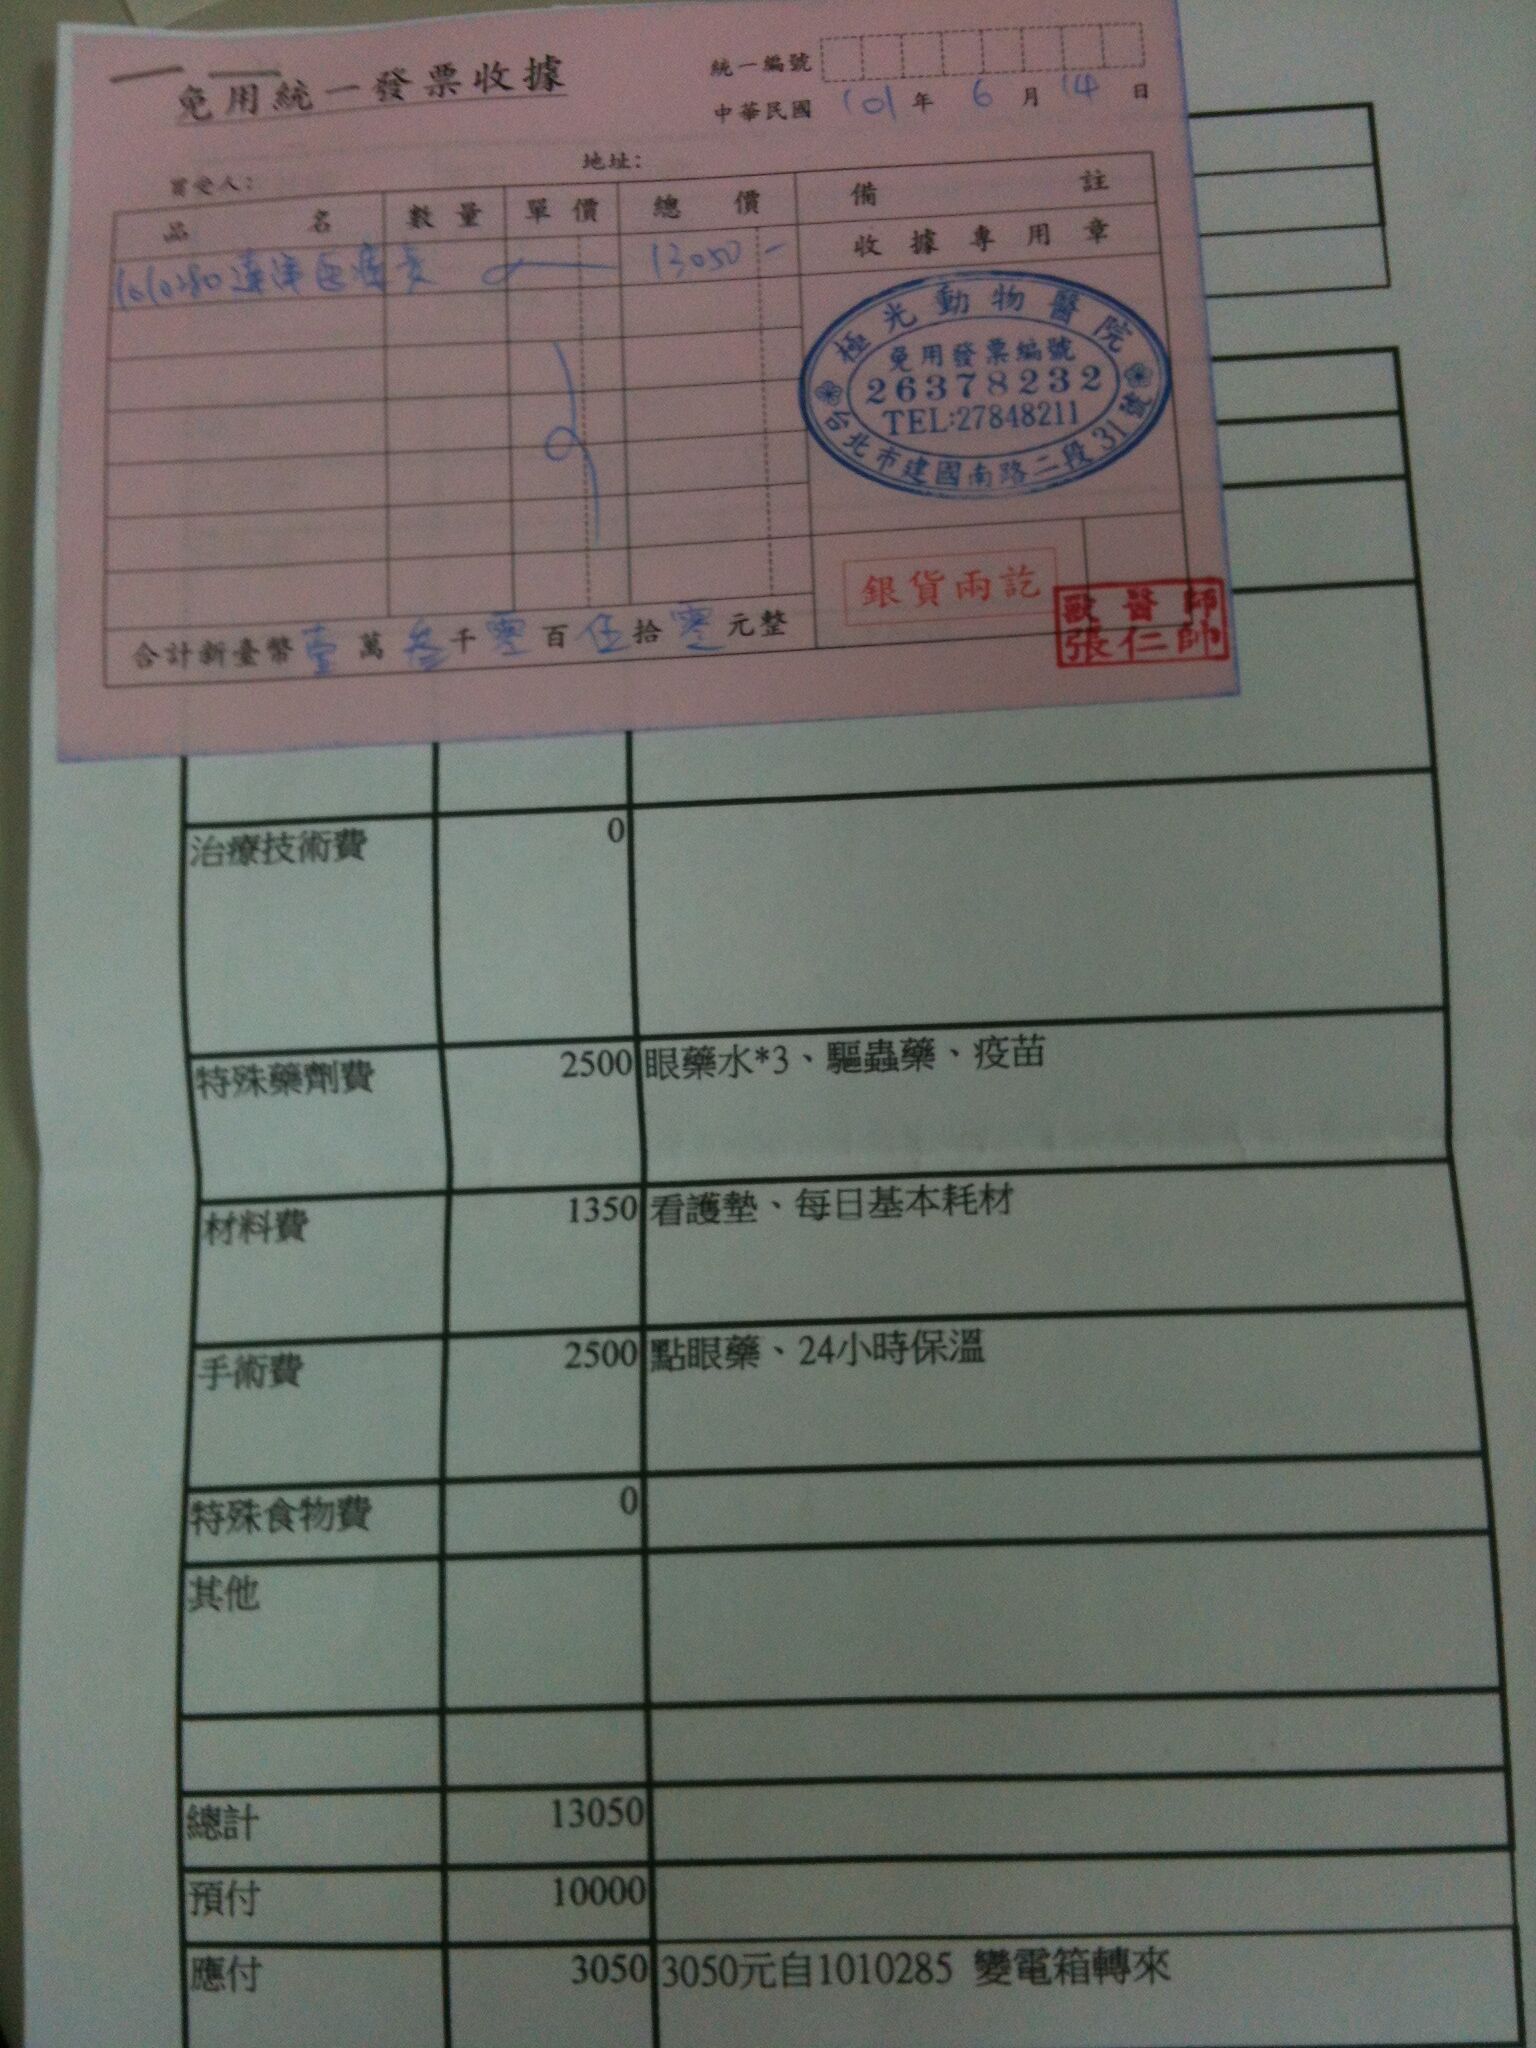 免用統一發票收據
統一編號
中華民國 101 年 6 月 14 日
買受人：
地址：
品名 數量 單價 總價 備註
收據專用章
1010280 醫療費 13050-
極光動物醫院
免用發票編號
26378232
TEL:27848211
台北市建國南路二段31號
銀貨兩訖
獸醫師
張仁帥
合計新臺幣 壹 萬 叁 千 零 百 伍 拾 零 元整
治療技術費 0
特殊藥劑費 2500 眼藥水*3、驅蟲藥、疫苗
材料費 1350 看護墊、每日基本耗材
手術費 2500 點眼藥、24小時保溫
特殊食物費 0
其他
總計 13050
預付 10000
應付 3050 3050元自1010285 變電箱轉來